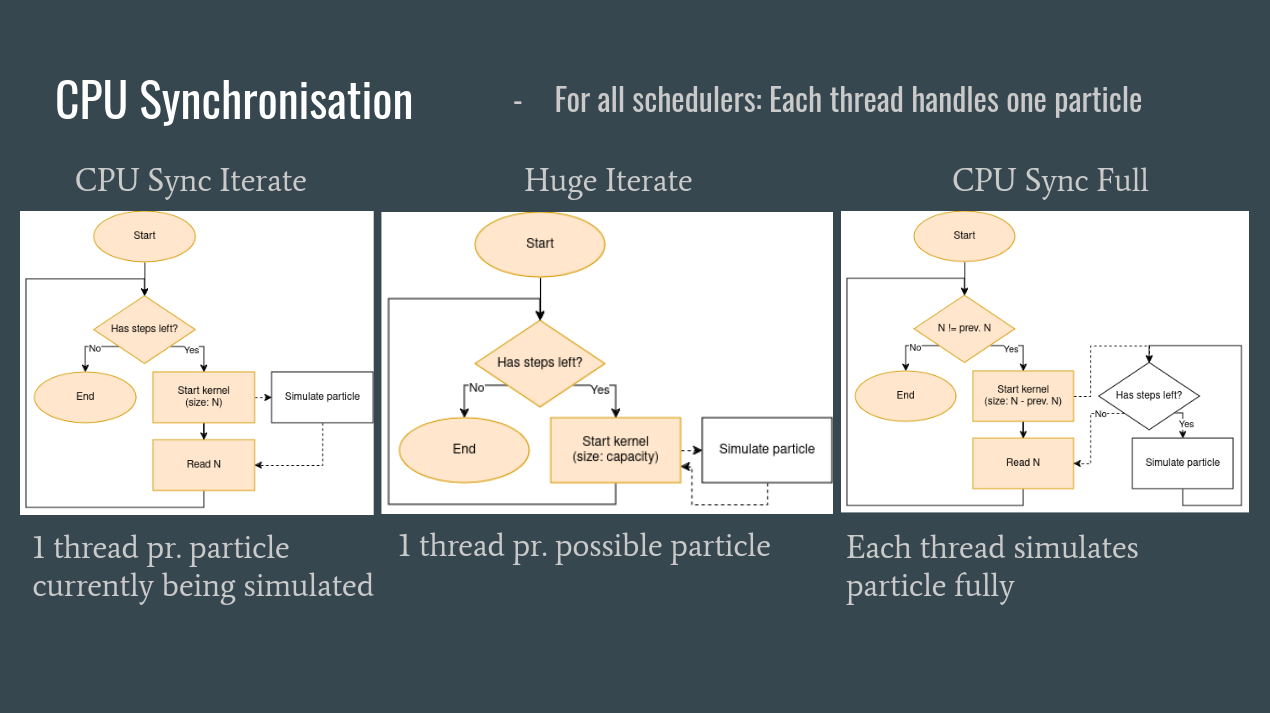 CPU Synchronisation
- For all schedulers: Each thread handles one particle
CPU Sync Iterate
Start
Has steps left?
No
Yes
End
Start kernel
(size: N)
Simulate particle
Read N
1 thread pr. particle
currently being simulated
Huge Iterate
Start
Has steps left?
No
Yes
End
Start kernel
(size: capacity)
Simulate particle
1 thread pr. possible particle
CPU Sync Full
Start
N != prev. N
No
Yes
End
Start kernel
(size: N - prev. N)
Has steps left?
No
Yes
Read N
Simulate particle
Each thread simulates
particle fully